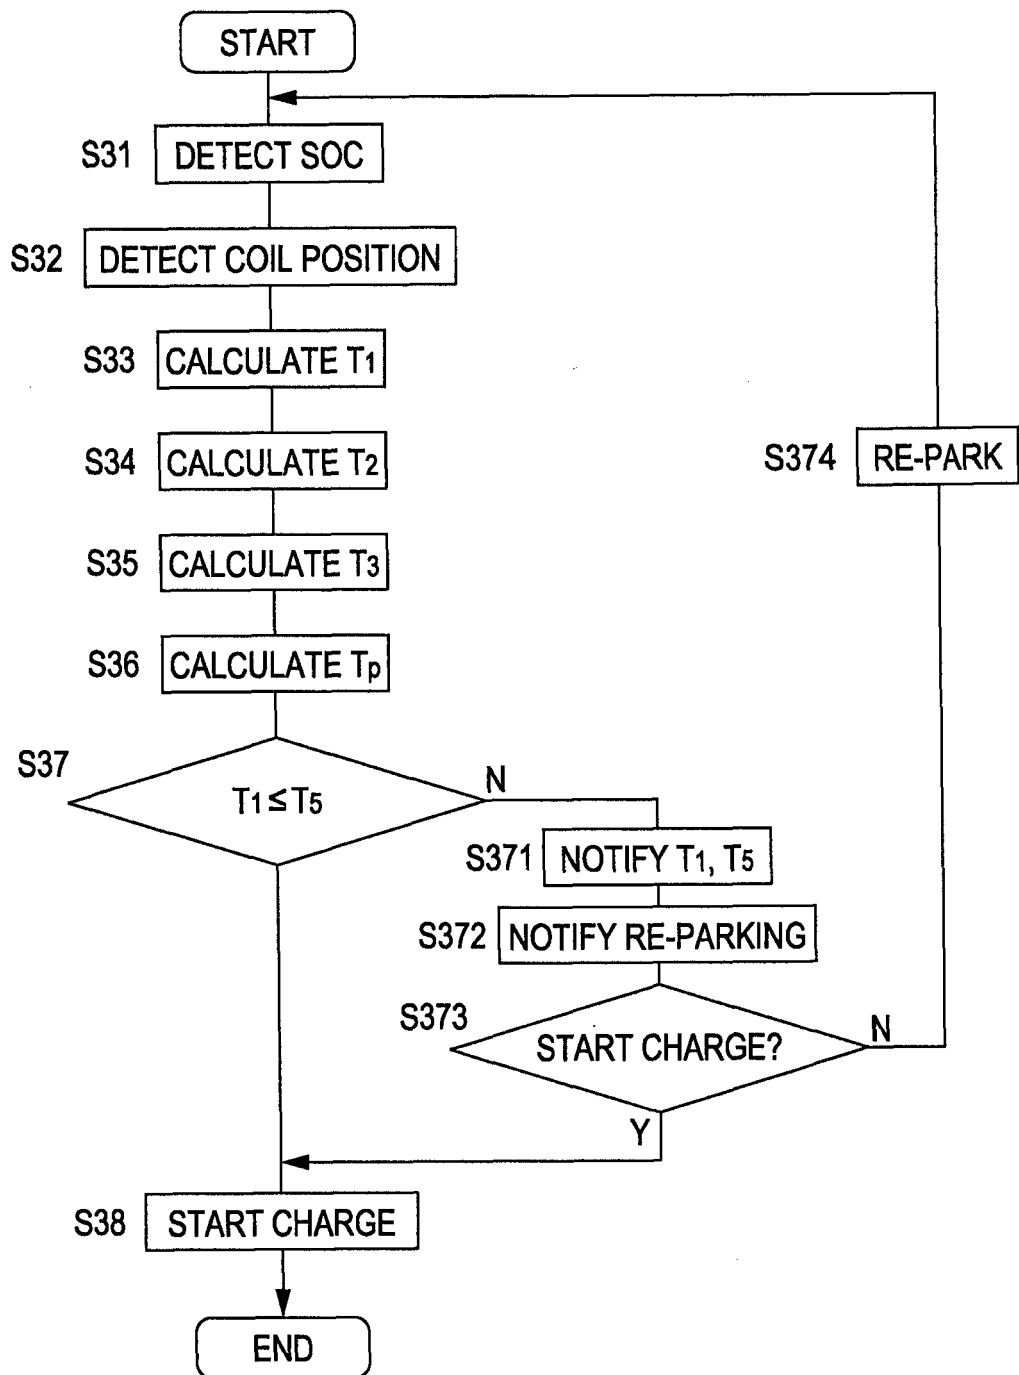 START
S31 DETECT SOC
S32 DETECT COIL POSITION
S33 CALCULATE T1
S34 CALCULATE T2
S374 RE-PARK
S35 CALCULATE T3
S36 CALCULATE Tp
S37 T1 ≤ T5
N
S371 NOTIFY T1, T5
S372 NOTIFY RE-PARKING
S373 START CHARGE?
N
Y
S38 START CHARGE
END